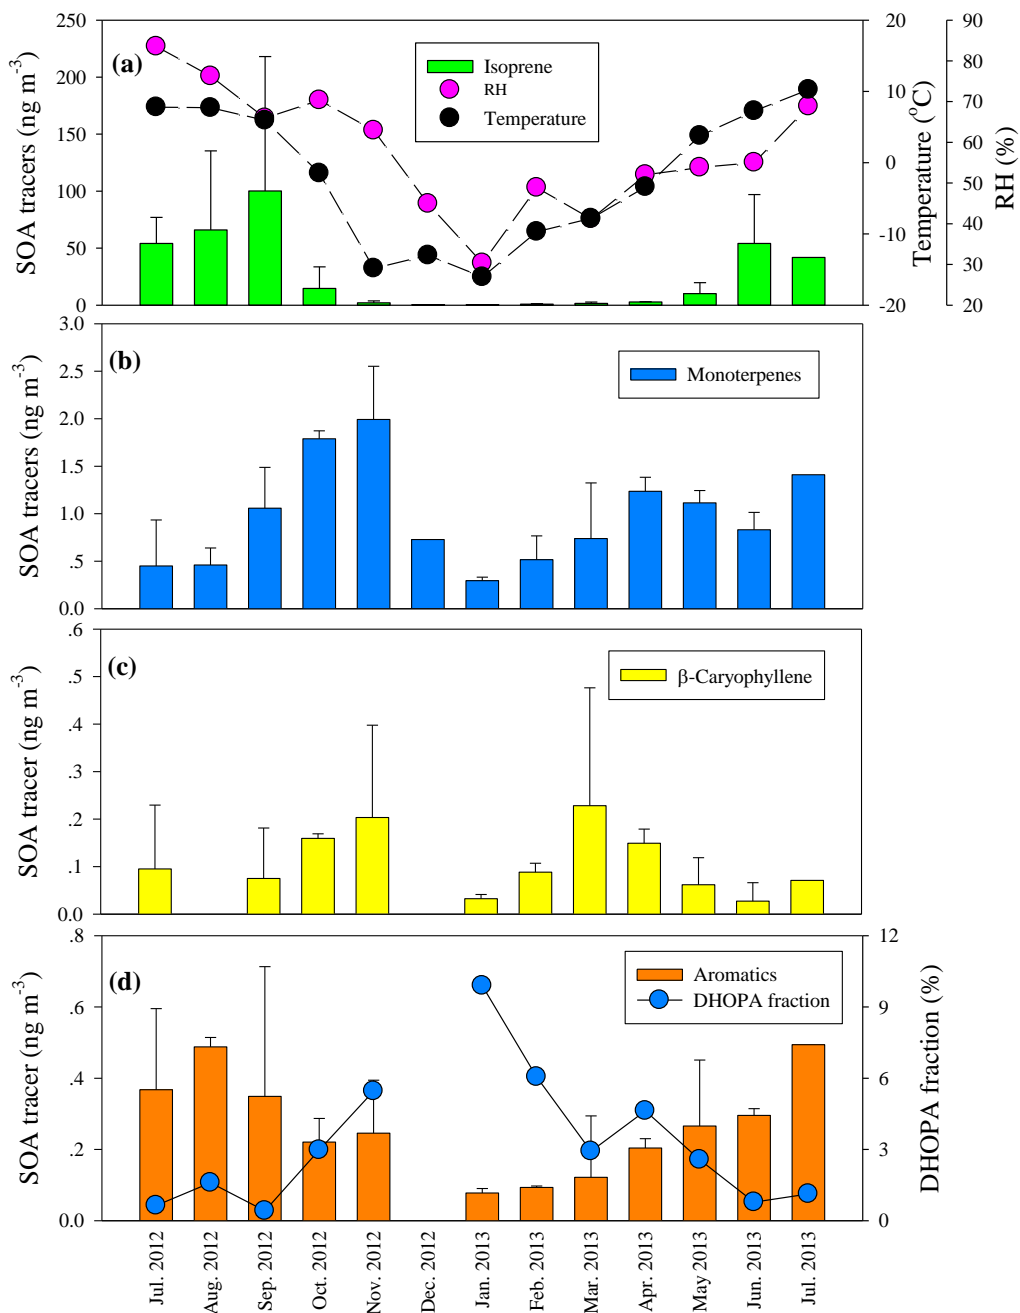 (a)
SOA tracers (ng m⁻³)
250
200
150
100
50
0
Isoprene
RH
Temperature
20
10
0
-10
-20
Temperature (°C)
90
80
70
60
50
40
30
20
RH (%)
(b)
SOA tracers (ng m⁻³)
3.0
2.5
2.0
1.5
1.0
.5
0.0
Monoterpenes
(c)
SOA tracer (ng m⁻³)
.6
.5
.4
.3
.2
.1
0.0
β-Caryophyllene
(d)
SOA tracer (ng m⁻³)
.8
.6
.4
.2
0.0
Aromatics
DHOPA fraction
12
9
6
3
0
DHOPA fraction (%)
Jul. 2012
Aug. 2012
Sep. 2012
Oct. 2012
Nov. 2012
Dec. 2012
Jan. 2013
Feb. 2013
Mar. 2013
Apr. 2013
May 2013
Jun. 2013
Jul. 2013